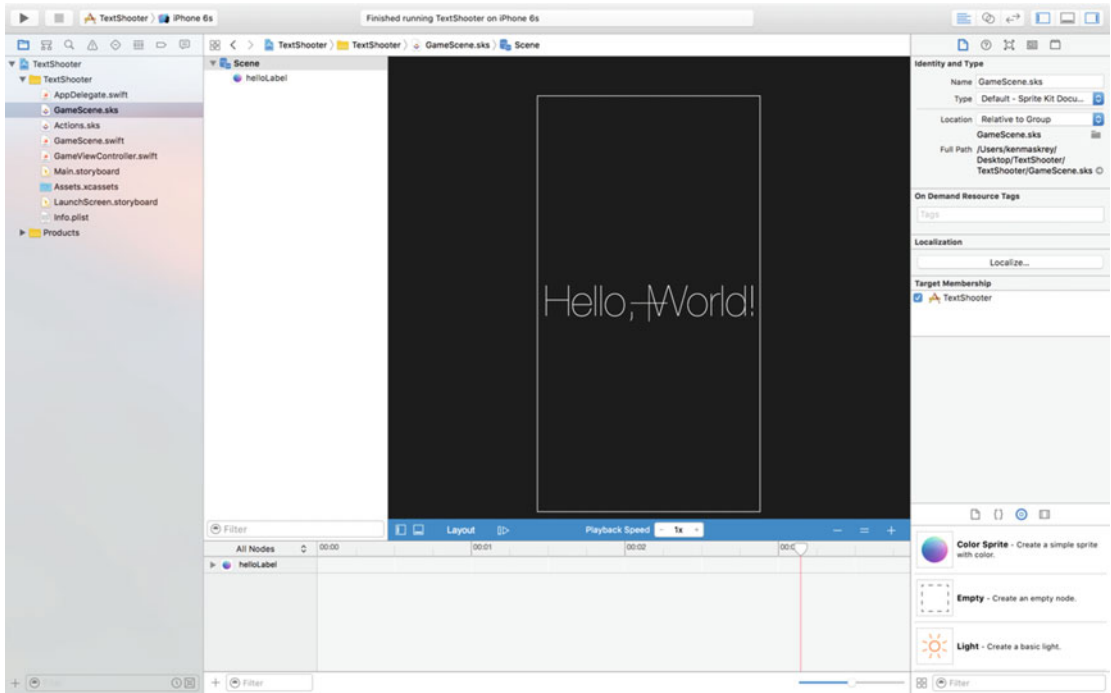 TextShooter
iPhone 6s
Finished running TextShooter on iPhone 6s
TextShooter
TextShooter
AppDelegate.swift
GameScene.sks
Actions.sks
GameScene.swift
GameViewController.swift
Main.storyboard
Assets.xcassets
LaunchScreen.storyboard
Info.plist
Products
TextShooter
TextShooter
GameScene.sks
Scene
Scene
helloLabel
Hello, World!
Filter
Layout
Playback Speed
- 1x +
All Nodes
00:00
00:01
00:02
helloLabel
Filter
Identity and Type
Name GameScene.sks
Type Default - Sprite Kit Docu...
Location Relative to Group
GameScene.sks
Full Path /Users/kenmaskrey/
Desktop/TextShooter/
TextShooter/GameScene.sks
On Demand Resource Tags
Tags
Localization
Localize...
Target Membership
TextShooter
Color Sprite - Create a simple sprite
with color.
Empty - Create an empty node.
Light - Create a basic light.
Filter